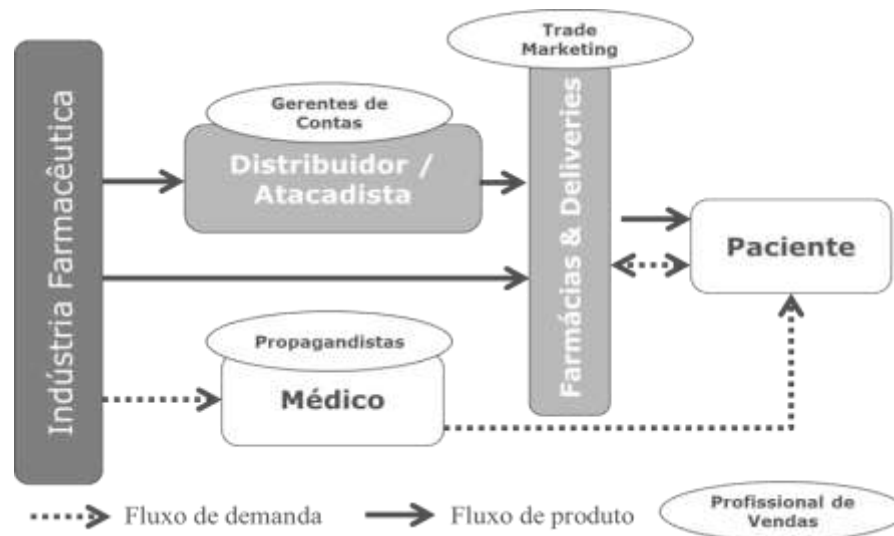 Trade
Marketing
Gerentes de
Contas
Indústria Farmacêutica
Distribuidor /
Atacadista
Farmácias & Deliveries
Paciente
Propagandistas
Médico
Fluxo de demanda
Fluxo de produto
Profissional de
Vendas